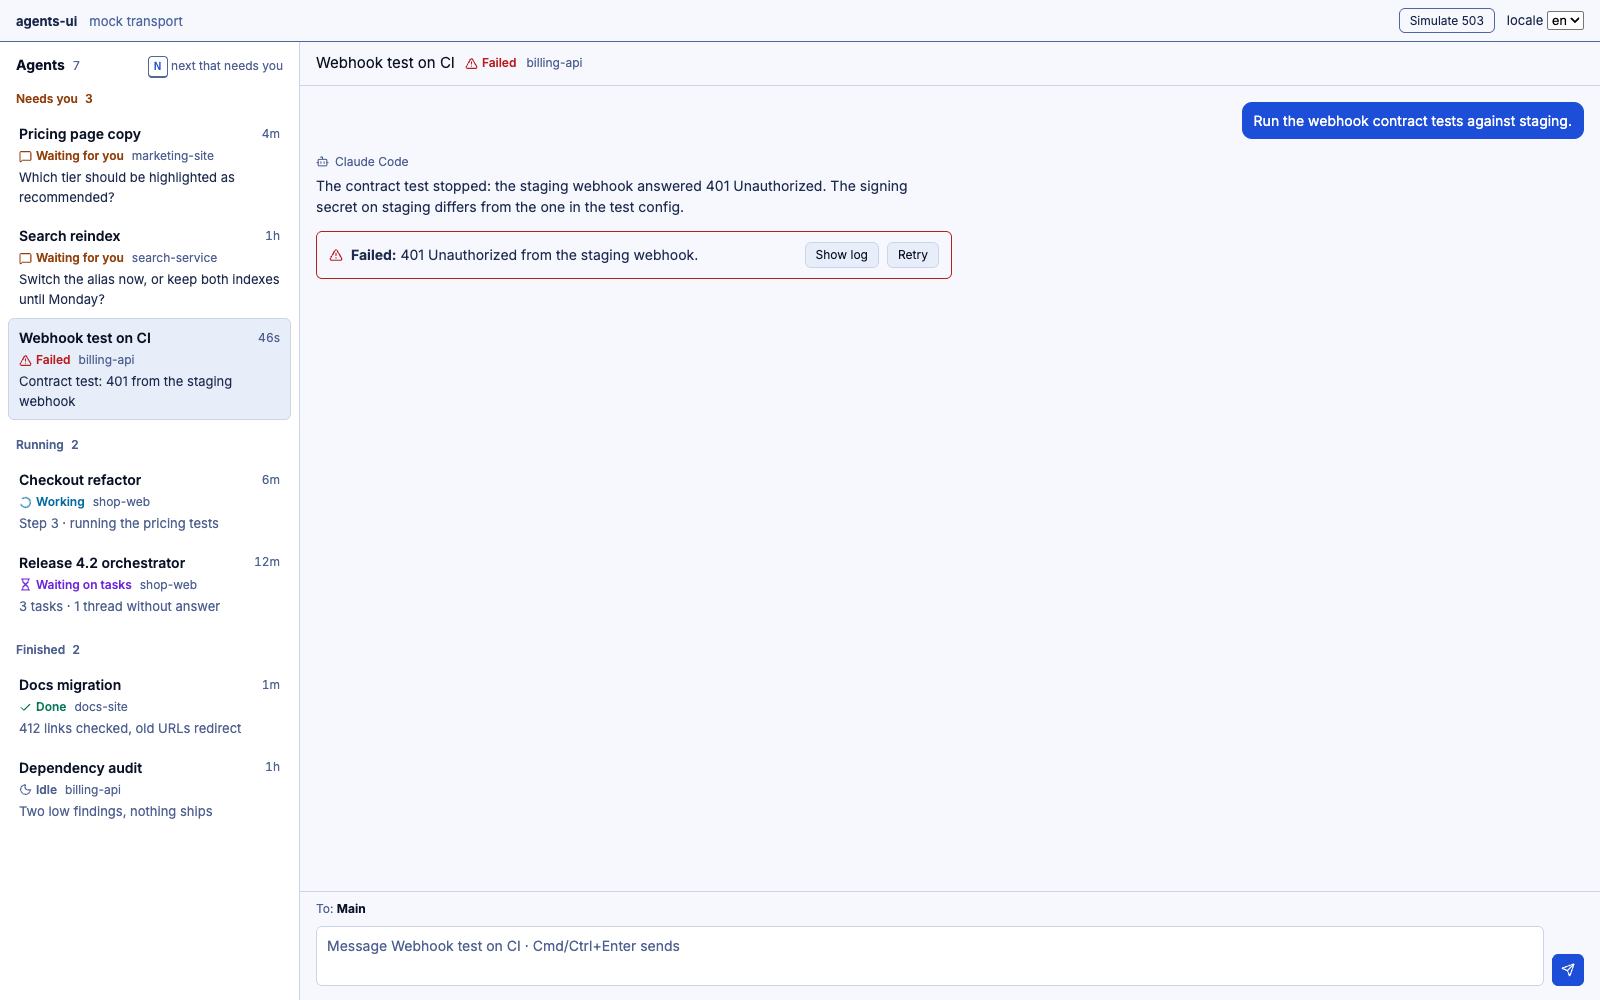 agents-ui mock transport
Simulate 503 locale en
Agents 7 N next that needs you
Needs you 3
Pricing page copy 4m
Waiting for you marketing-site
Which tier should be highlighted as
recommended?
Search reindex 1h
Waiting for you search-service
Switch the alias now, or keep both indexes
until Monday?
Webhook test on CI 46s
Failed billing-api
Contract test: 401 from the staging
webhook
Running 2
Checkout refactor 6m
Working shop-web
Step 3 · running the pricing tests
Release 4.2 orchestrator 12m
Waiting on tasks shop-web
3 tasks · 1 thread without answer
Finished 2
Docs migration 1m
Done docs-site
412 links checked, old URLs redirect
Dependency audit 1h
Idle billing-api
Two low findings, nothing ships
Webhook test on CI Failed billing-api
Run the webhook contract tests against staging.
Claude Code
The contract test stopped: the staging webhook answered 401 Unauthorized. The signing
secret on staging differs from the one in the test config.
Failed: 401 Unauthorized from the staging webhook. Show log Retry
To: Main
Message Webhook test on CI · Cmd/Ctrl+Enter sends